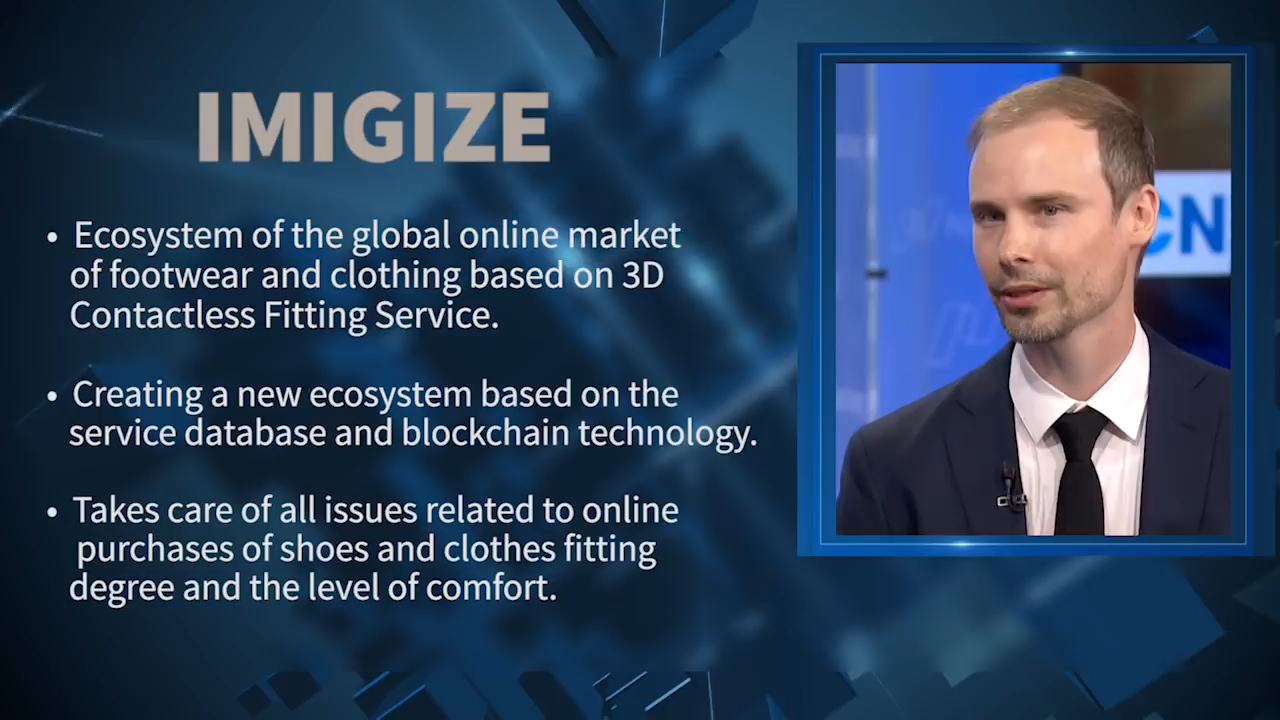 IMIGIZE
• Ecosystem of the global online market
of footwear and clothing based on 3D
Contactless Fitting Service.
• Creating a new ecosystem based on the
service database and blockchain technology.
• Takes care of all issues related to online
purchases of shoes and clothes fitting
degree and the level of comfort.
CN